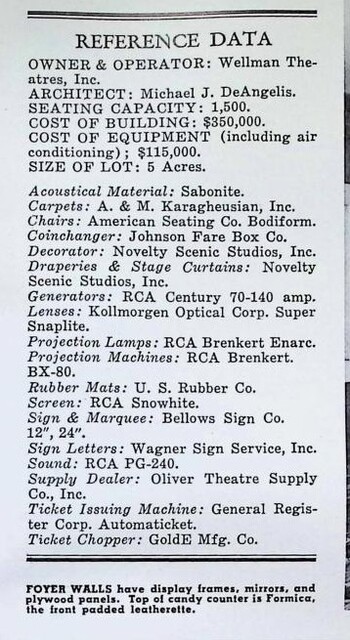 REFERENCE DATA
OWNER & OPERATOR: Wellman The-
atres, Inc.
ARCHITECT: Michael J. DeAngelis.
SEATING CAPACITY: 1,500.
COST OF BUILDING: $350,000.
COST OF EQUIPMENT (including air
conditioning); $115,000.
SIZE OF LOT: 5 Acres.
Acoustical Material: Sabonite.
Carpets: A. & M. Karagheusian, Inc.
Chairs: American Seating Co. Bodiform.
Coinchanger: Johnson Fare Box Co.
Decorator: Novelty Scenic Studios, Inc.
Draperies & Stage Curtains: Novelty
Scenic Studios, Inc.
Generators: RCA Century 70-140 amp.
Lenses: Kollmorgen Optical Corp. Super
Snaplite.
Projection Lamps: RCA Brenkert Enarc.
Projection Machines: RCA Brenkert.
BX-80.
Rubber Mats: U. S. Rubber Co.
Screen: RCA Snowhite.
Sign & Marquee: Bellows Sign Co.
12", 24".
Sign Letters: Wagner Sign Service, Inc.
Sound: RCA PG-240.
Supply Dealer: Oliver Theatre Supply
Co., Inc.
Ticket Issuing Machine: General Regis-
ter Corp. Automaticket.
Ticket Chopper: GoldE Mfg. Co.
FOYER WALLS have display frames, mirrors, and
plywood panels. Top of candy counter is Formica,
the front padded leatherette.